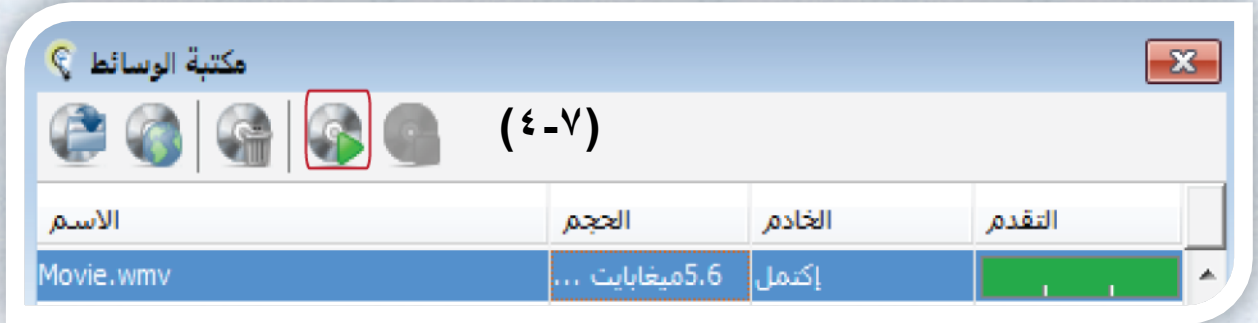 مكتبة الوسائط
(٧-٤)
الاسم الحجم الخادم التقدم
Movie.wmv 5.6ميغابايت ... إكتمل